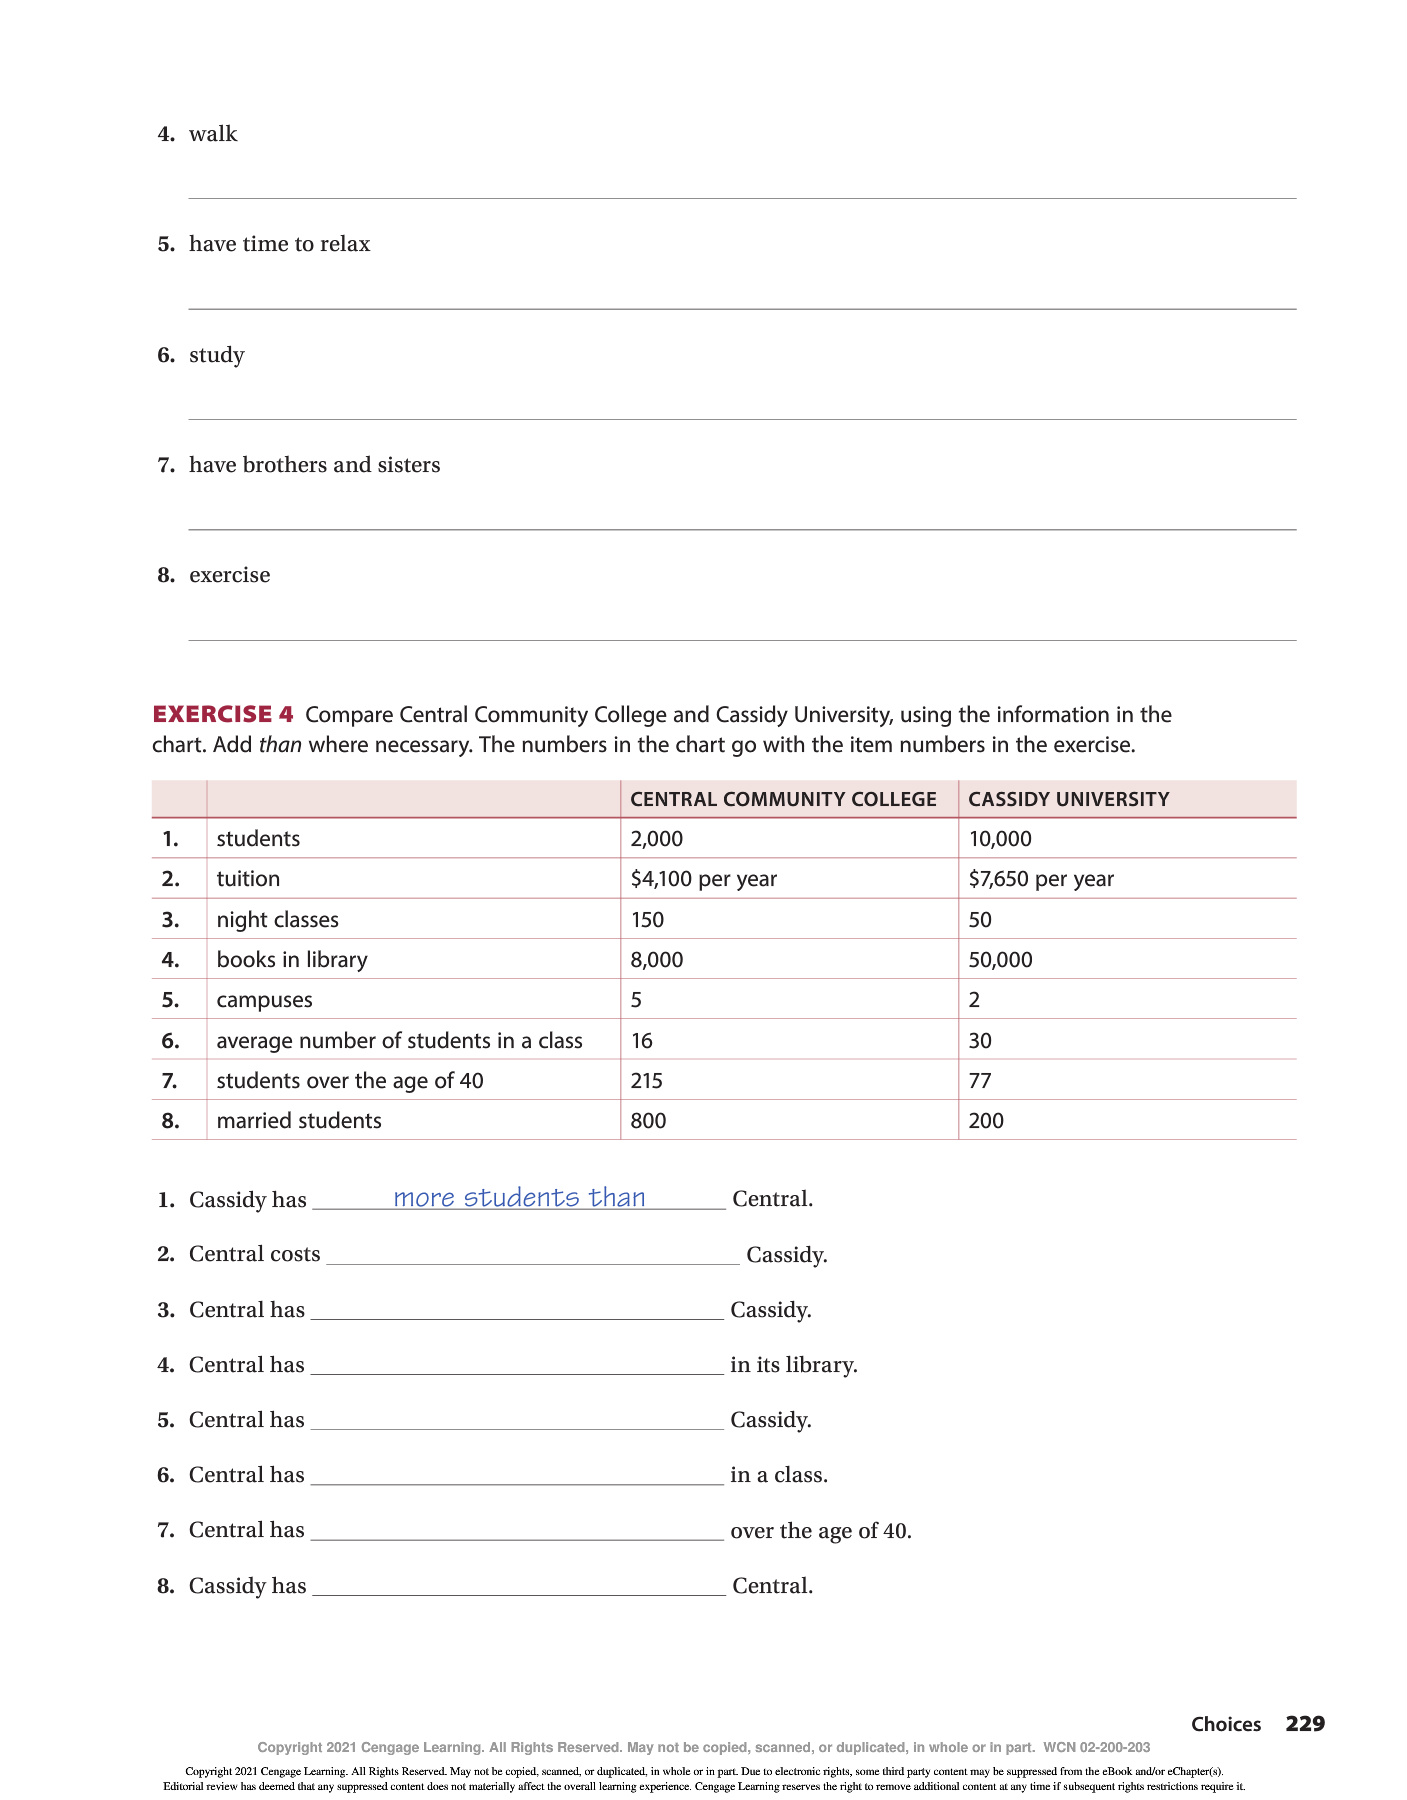 4. walk
5. have time to relax
6. study
7. have brothers and sisters
8. exercise
EXERCISE 4 Compare Central Community College and Cassidy University, using the information in the
chart. Add than where necessary. The numbers in the chart go with the item numbers in the exercise.
CENTRAL COMMUNITY COLLEGE CASSIDY UNIVERSITY
1. students 2,000 10,000
2. tuition $4,100 per year $7,650 per year
3. night classes 150 50
4. books in library 8,000 50,000
5. campuses 5 2
6. average number of students in a class 16 30
7. students over the age of 40 215 77
8. married students 800 200
1. Cassidy has more students than Central.
2. Central costs Cassidy.
3. Central has Cassidy.
4. Central has in its library.
5. Central has Cassidy.
6. Central has in a class.
7. Central has over the age of 40.
8. Cassidy has Central.
Choices 229
Copyright 2021 Cengage Learning. All Rights Reserved. May not be copied, scanned, or duplicated, in whole or in part. WCN 02-200-203
Copyright 2021 Cengage Learning. All Rights Reserved. May not be copied, scanned, or duplicated, in whole or in part. Due to electronic rights, some third party content may be suppressed from the eBook and/or eChapter(s).
Editorial review has deemed that any suppressed content does not materially affect the overall learning experience. Cengage Learning reserves the right to remove additional content at any time if subsequent rights restrictions require it.